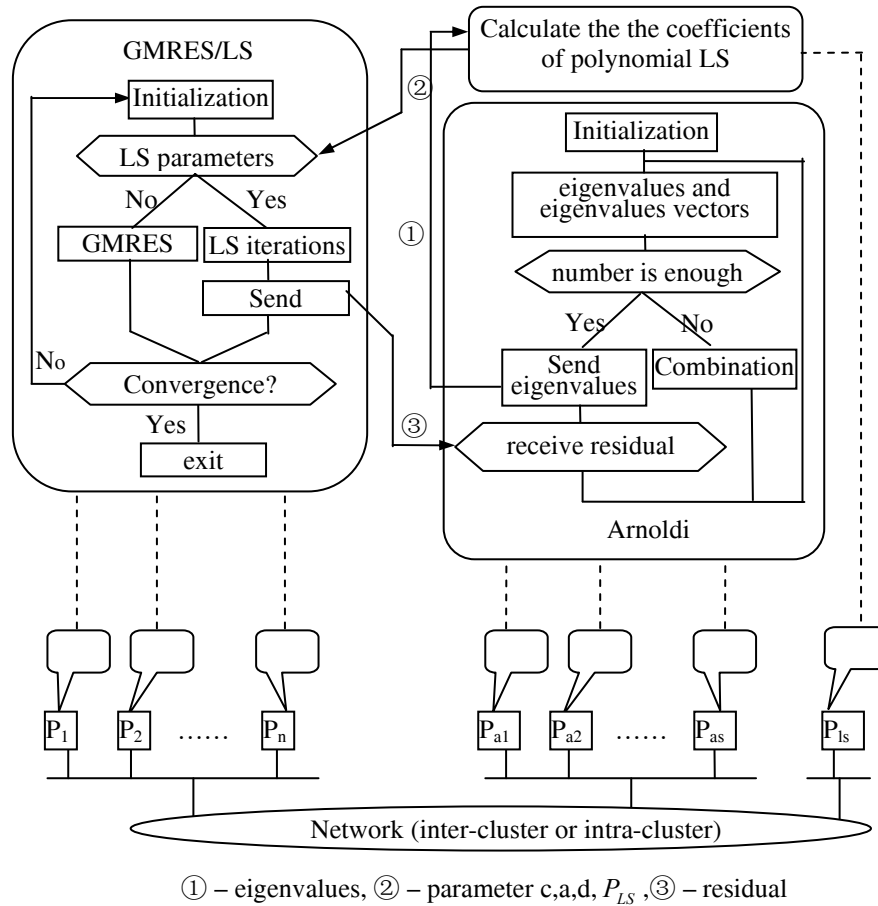 GMRES/LS
Initialization
LS parameters
No
Yes
GMRES
LS iterations
Send
No
Convergence?
Yes
exit
Calculate the the coefficients
of polynomial LS
②
①
③
Initialization
eigenvalues and
eigenvalues vectors
number is enough
Yes
No
Send
eigenvalues
Combination
receive residual
Arnoldi
P1
P2
……
Pn
Pa1
Pa2
……
Pas
Pls
Network (inter-cluster or intra-cluster)
① – eigenvalues, ② – parameter c,a,d, PLS ,③ – residual